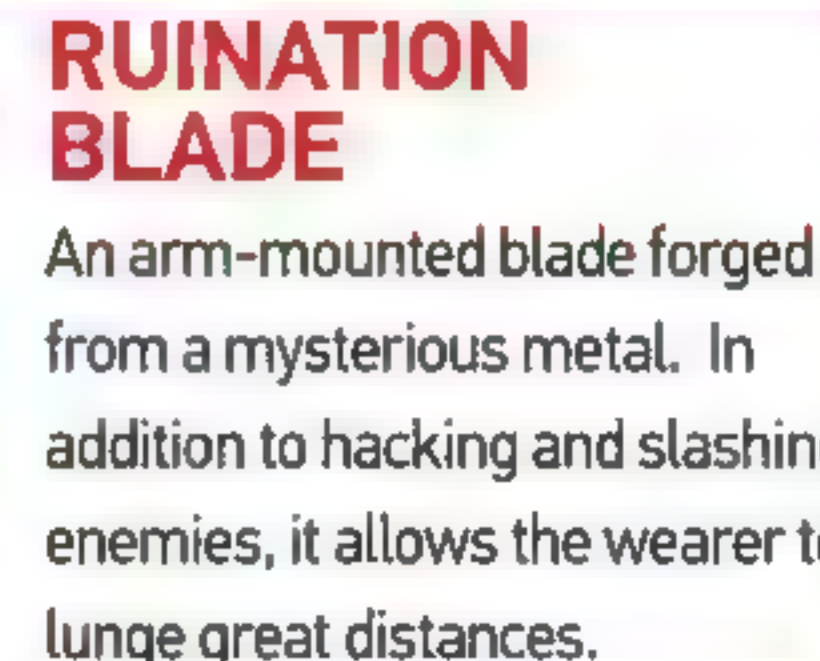 RUINATION
BLADE
An arm-mounted blade forged
from a mysterious metal.  In
addition to hacking and slashin
enemies, it allows the wearer t
lunge great distances.